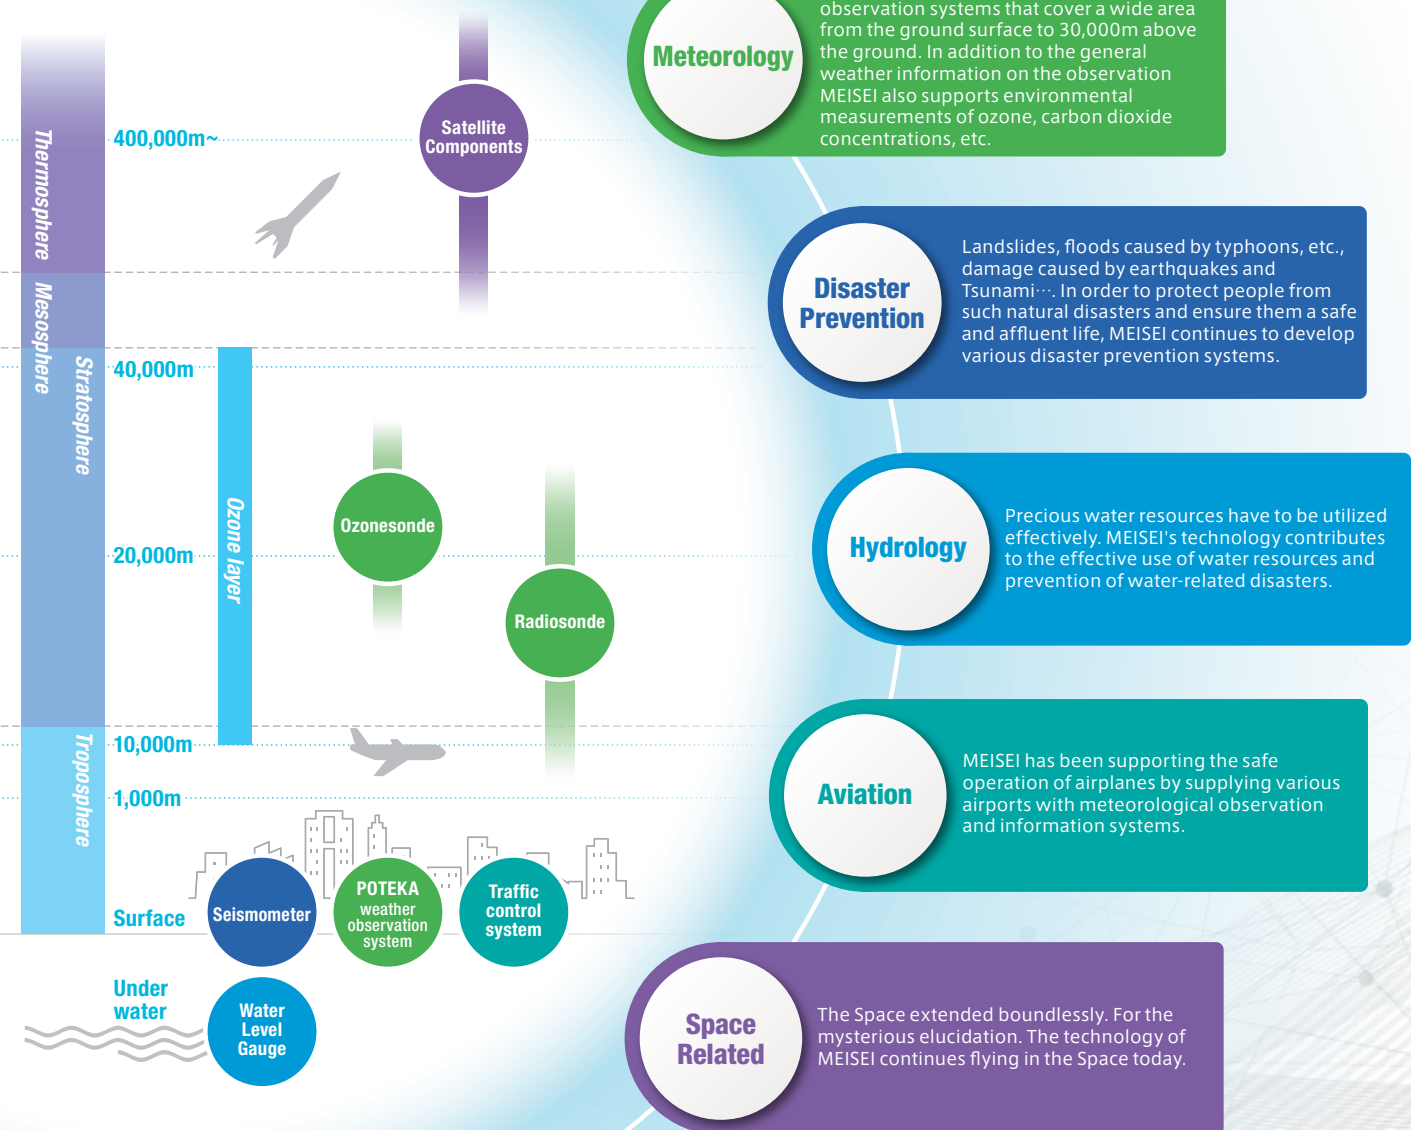 Thermosphere
Mesosphere
Stratosphere
Troposphere
400,000m~
40,000m
20,000m
10,000m
1,000m
Surface
Under
water
Ozone layer
Satellite
Components
Ozonesonde
Radiosonde
Seismometer
POTEKA
weather
observation
system
Traffic
control
system
Water
Level
Gauge
Meteorology
observation systems that cover a wide area
from the ground surface to 30,000m above
the ground. In addition to the general
weather information on the observation
MEISEI also supports environmental
measurements of ozone, carbon dioxide
concentrations, etc.
Disaster
Prevention
Landslides, floods caused by typhoons, etc.,
damage caused by earthquakes and
Tsunami···. In order to protect people from
such natural disasters and ensure them a safe
and affluent life, MEISEI continues to develop
various disaster prevention systems.
Hydrology
Precious water resources have to be utilized
effectively. MEISEI's technology contributes
to the effective use of water resources and
prevention of water-related disasters.
Aviation
MEISEI has been supporting the safe
operation of airplanes by supplying various
airports with meteorological observation
and information systems.
Space
Related
The Space extended boundlessly. For the
mysterious elucidation. The technology of
MEISEI continues flying in the Space today.